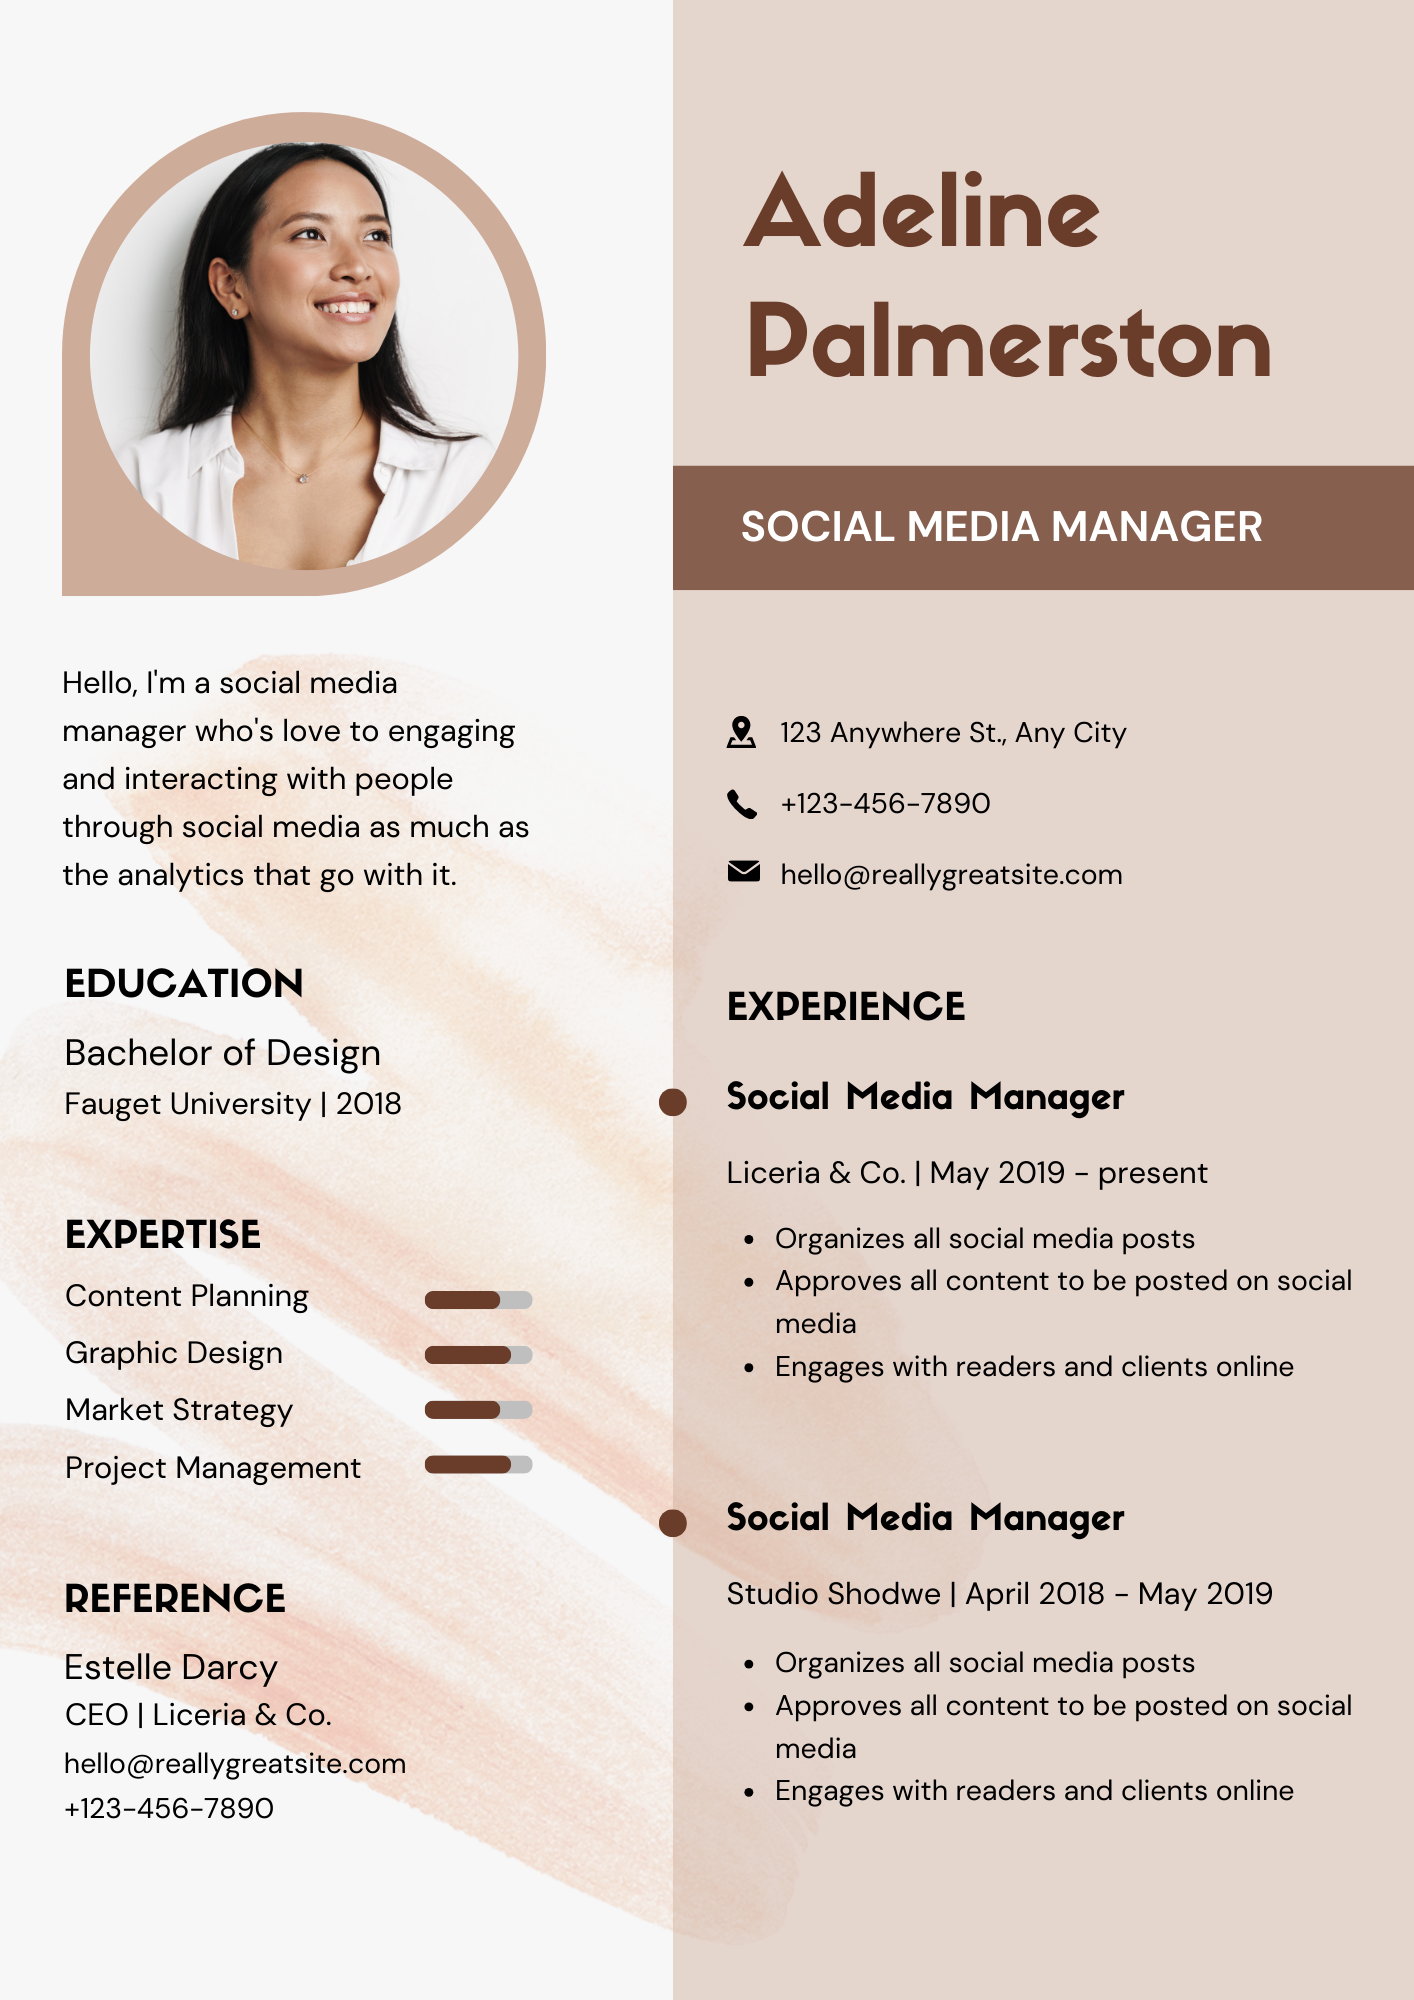 Adeline
Palmerston
SOCIAL MEDIA MANAGER
Hello, I'm a social media
manager who's love to engaging
and interacting with people
through social media as much as
the analytics that go with it.
EDUCATION
Bachelor of Design
Fauget University | 2018
EXPERTISE
Content Planning
Graphic Design
Market Strategy
Project Management
REFERENCE
Estelle Darcy
CEO | Liceria & Co.
hello@reallygreatsite.com
+123-456-7890
123 Anywhere St., Any City
+123-456-7890
hello@reallygreatsite.com
EXPERIENCE
Social Media Manager
Liceria & Co. | May 2019 - present
• Organizes all social media posts
• Approves all content to be posted on social
media
• Engages with readers and clients online
Social Media Manager
Studio Shodwe | April 2018 - May 2019
• Organizes all social media posts
• Approves all content to be posted on social
media
• Engages with readers and clients online